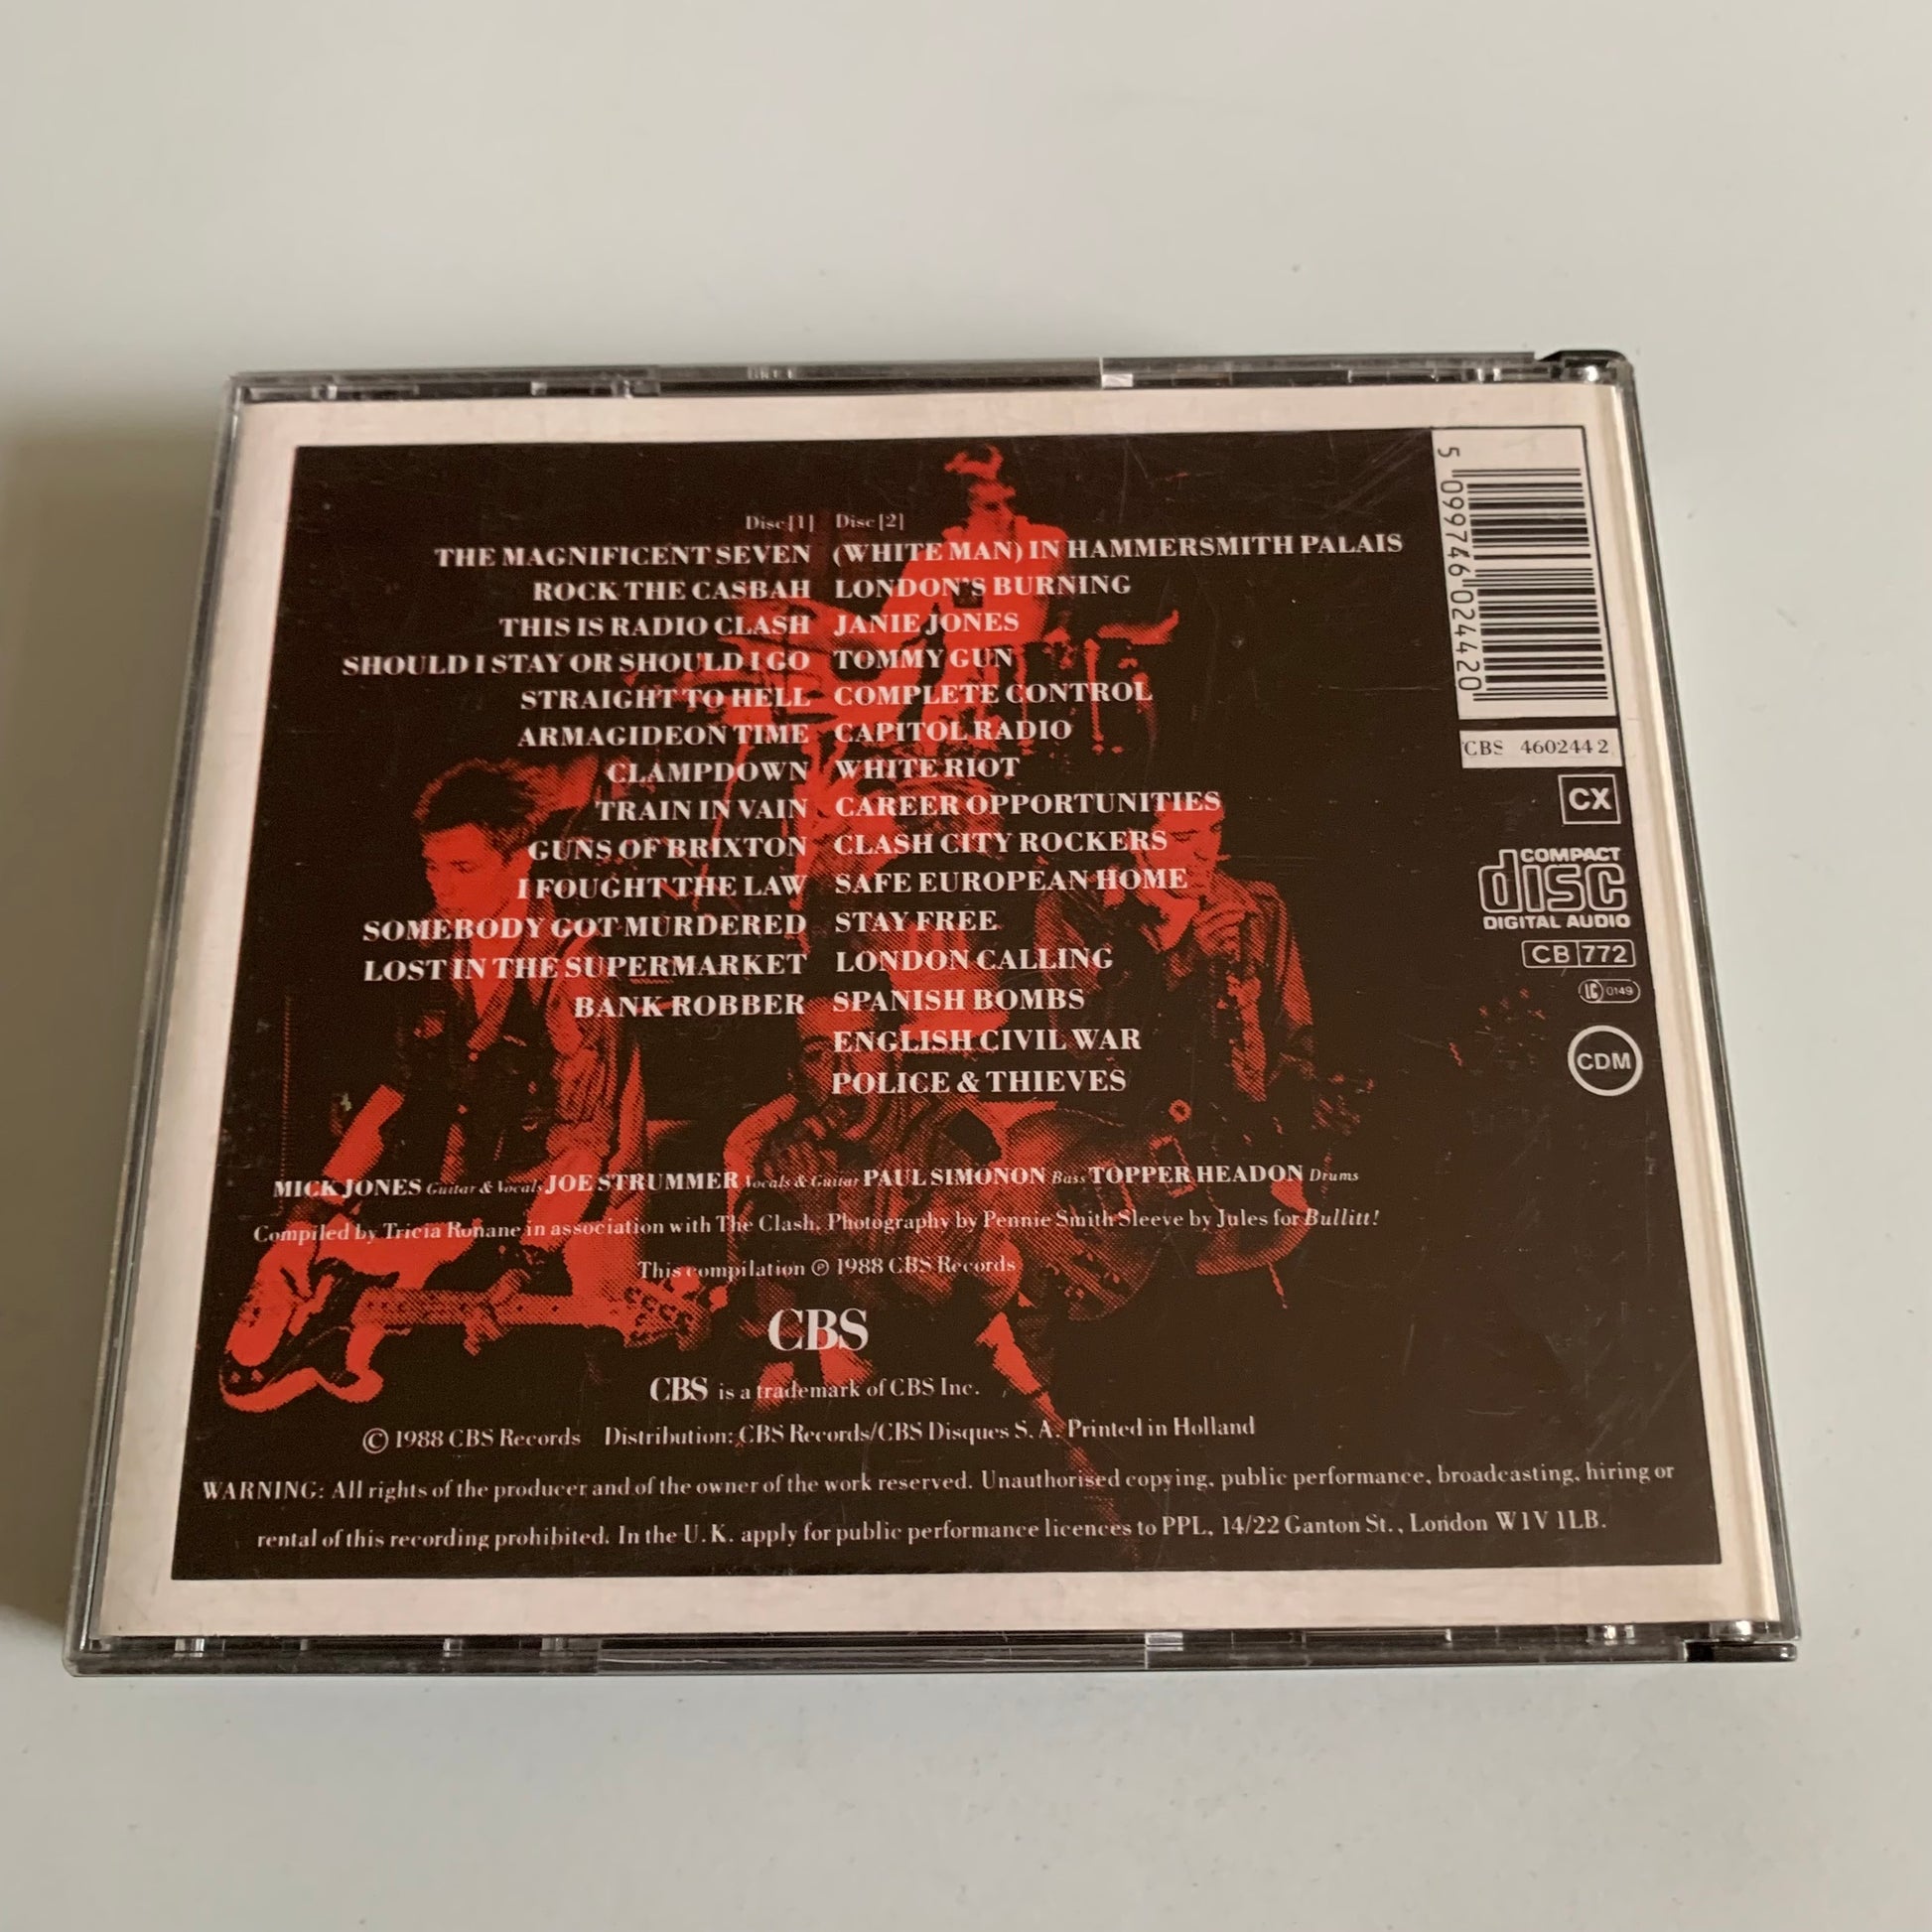 Disc [1]
THE MAGNIFICENT SEVEN
ROCK THE CASBAH
THIS IS RADIO CLASH
SHOULD I STAY OR SHOULD I GO
STRAIGHT TO HELL
ARMAGIDEON TIME
CLAMPDOWN
TRAIN IN VAIN
GUNS OF BRIXTON
I FOUGHT THE LAW
SOMEBODY GOT MURDERED
LOST IN THE SUPERMARKET
BANK ROBBER
Disc [2]
(WHITE MAN) IN HAMMERSMITH PALAIS
LONDON'S BURNING
JANIE JONES
TOMMY GUN
COMPLETE CONTROL
CAPITOL RADIO
WHITE RIOT
CAREER OPPORTUNITIES
CLASH CITY ROCKERS
SAFE EUROPEAN HOME
STAY FREE
LONDON CALLING
SPANISH BOMBS
ENGLISH CIVIL WAR
POLICE & THIEVES
5 099746 024420
CBS 460244 2
CX
COMPACT
disc
DIGITAL AUDIO
CB 772
LC 0149
CDM
MICK JONES Guitar & Vocals JOE STRUMMER Vocals & Guitar PAUL SIMONON Bass TOPPER HEADON Drums
Compiled by Tricia Ronane in association with The Clash. Photography by Pennie Smith Sleeve by Jules for Bullitt!
This compilation ℗ 1988 CBS Records
CBS
CBS is a trademark of CBS Inc.
© 1988 CBS Records Distribution: CBS Records/CBS Disques S. A. Printed in Holland
WARNING: All rights of the producer and of the owner of the work reserved. Unauthorised copying, public performance, broadcasting, hiring or
rental of this recording prohibited. In the U. K. apply for public performance licences to PPL, 14/22 Ganton St., London W1V 1LB.